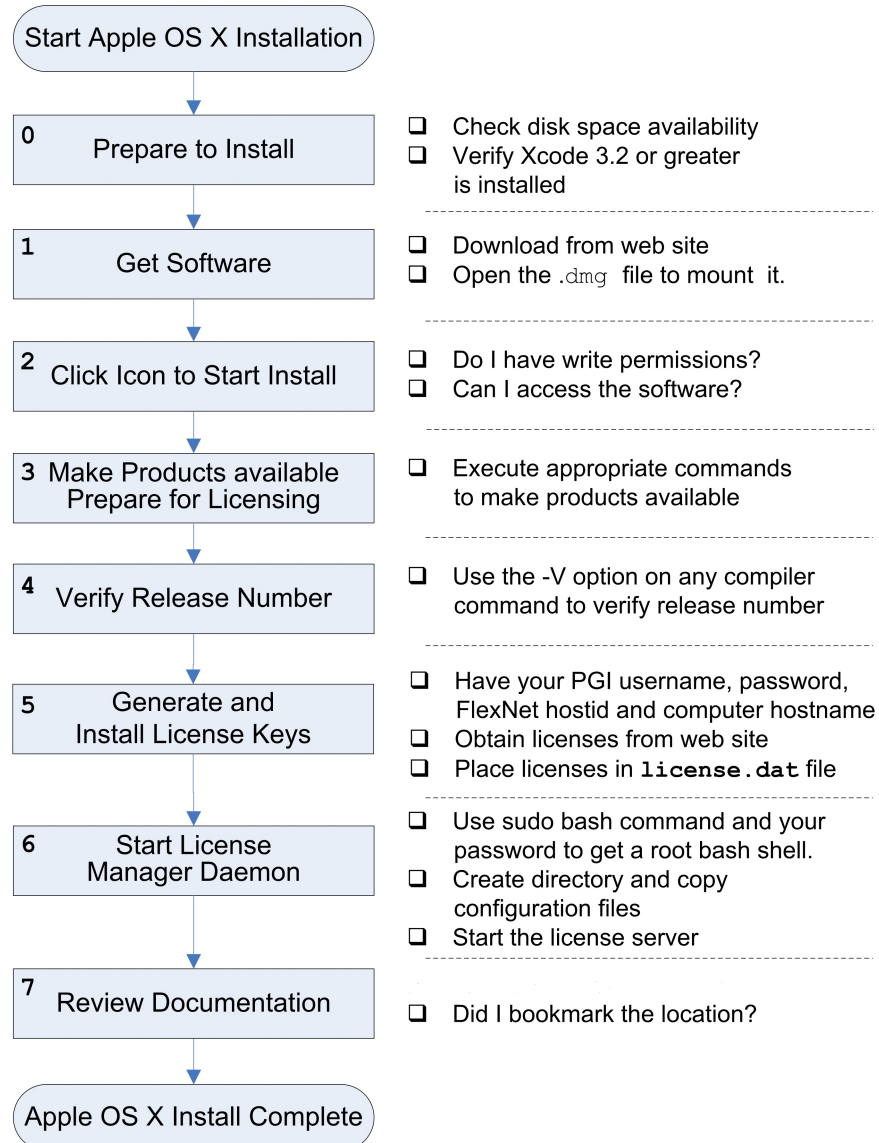 Start Apple OS X Installation
0
Prepare to Install
❑ Check disk space availability
❑ Verify Xcode 3.2 or greater
is installed
1
Get Software
❑ Download from web site
❑ Open the .dmg file to mount it.
2
Click Icon to Start Install
❑ Do I have write permissions?
❑ Can I access the software?
3 Make Products available
Prepare for Licensing
❑ Execute appropriate commands
to make products available
4
Verify Release Number
❑ Use the -V option on any compiler
command to verify release number
5
Generate and
Install License Keys
❑ Have your PGI username, password,
FlexNet hostid and computer hostname
❑ Obtain licenses from web site
❑ Place licenses in license.dat file
6
Start License
Manager Daemon
❑ Use sudo bash command and your
password to get a root bash shell.
❑ Create directory and copy
configuration files
❑ Start the license server
7
Review Documentation
❑ Did I bookmark the location?
Apple OS X Install Complete